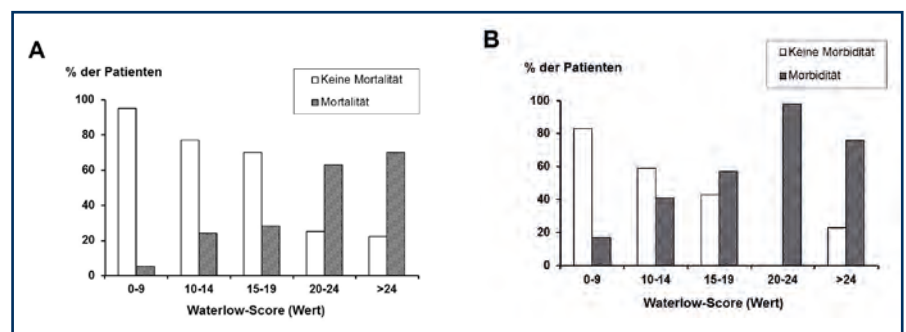 A
% der Patienten
Keine Mortalität
Mortalität
100
80
60
40
20
0
0-9 10-14 15-19 20-24 >24
Waterlow-Score (Wert)
B
% der Patienten
Keine Morbidität
Morbidität
100
80
60
40
20
0
0-9 10-14 15-19 20-24 >24
Waterlow-Score (Wert)